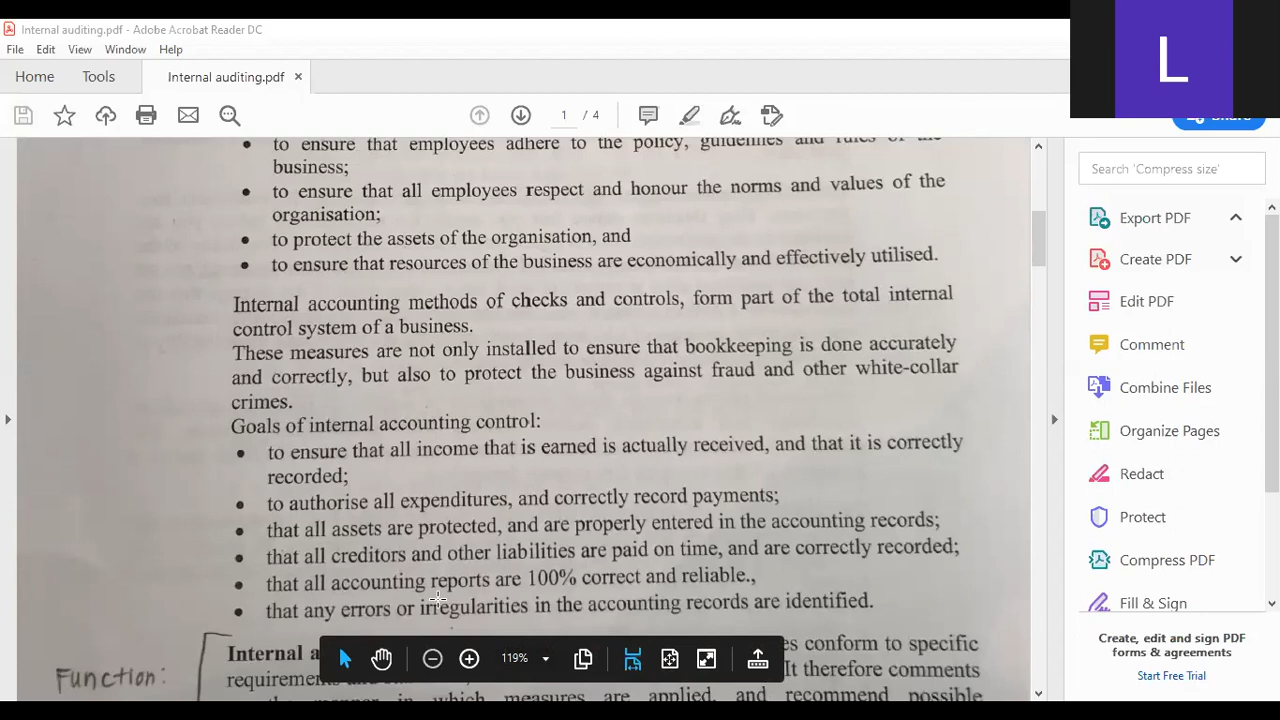 Internal auditing.pdf - Adobe Acrobat Reader DC
File Edit View Window Help
Home Tools Internal auditing.pdf ×
1 / 4
L
Share
Search 'Compress size'
Export PDF
Create PDF
Edit PDF
Comment
Combine Files
Organize Pages
Redact
Protect
Compress PDF
Fill & Sign
Create, edit and sign PDF
forms & agreements
Start Free Trial
• to ensure that employees adhere to the policy, guidelines and rules of the
business;
• to ensure that all employees respect and honour the norms and values of the
organisation;
• to protect the assets of the organisation, and
• to ensure that resources of the business are economically and effectively utilised.
Internal accounting methods of checks and controls, form part of the total internal
control system of a business.
These measures are not only installed to ensure that bookkeeping is done accurately
and correctly, but also to protect the business against fraud and other white-collar
crimes.
Goals of internal accounting control:
• to ensure that all income that is earned is actually received, and that it is correctly
recorded;
• to authorise all expenditures, and correctly record payments;
• that all assets are protected, and are properly entered in the accounting records;
• that all creditors and other liabilities are paid on time, and are correctly recorded;
• that all accounting reports are 100% correct and reliable.,
• that any errors or irregularities in the accounting records are identified.
Internal a conform to specific
Function: requirements It therefore comments
in which measures are applied, and recommend possible
119%